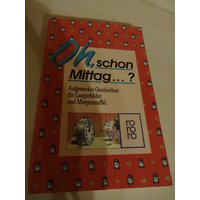 Oh, schon
Mittag...?
Aufgeweckte Geschichten
für Langschläfer
und Morgenmuffel.
ro
ro
ro